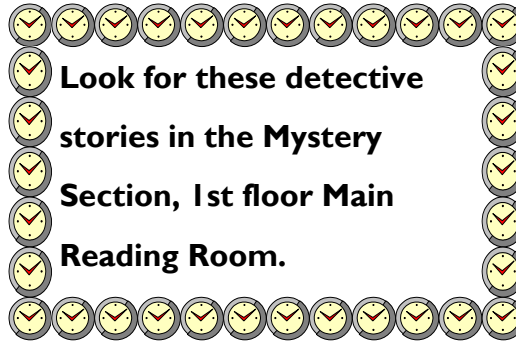 Look for these detective
stories in the Mystery
Section, 1st floor Main
Reading Room.